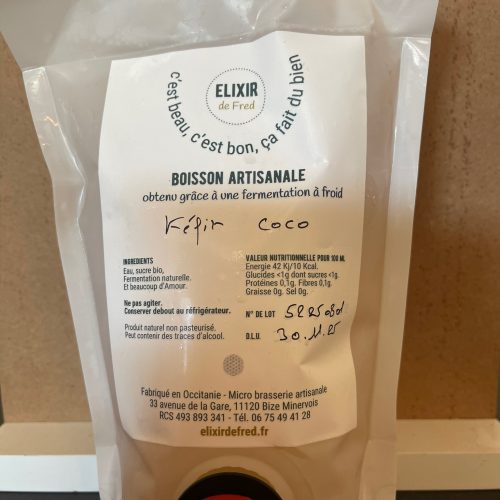 ELIXIR
de Fred
c'est beau, c'est bon, ça fait du bien
BOISSON ARTISANALE
obtenu grâce à une fermentation à froid
Kéfir coco
INGREDIENTS
Eau, sucre bio,
Fermentation naturelle.
Et beaucoup d'Amour.
Ne pas agiter.
Conserver debout au réfrigérateur.
Produit naturel non pasteurisé.
Peut contenir des traces d'alcool.
VALEUR NUTRITIONNELLE POUR 100 ML
Energie 42 Kj/10 Kcal.
Glucides <1g dont sucres <1g.
Protéines 0,1g. Fibres 0,1g.
Graisse 0g. Sel 0g.
N° DE LOT
D.L.U. 30.11.25
Fabriqué en Occitanie - Micro brasserie artisanale
33 avenue de la Gare, 11120 Bize Minervois
RCS 493 893 341 - Tél. 06 75 49 41 28
elixirdefred.fr